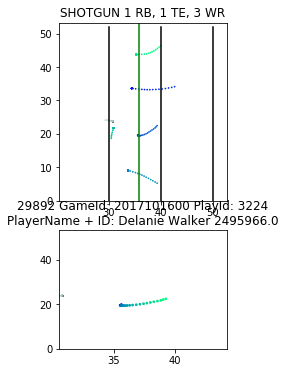 SHOTGUN 1 RB, 1 TE, 3 WR
50
40
30
20
10
0
30 40 50
29892 GameId: 2017101600 PlayId: 3224
PlayerName + ID: Delanie Walker 2495966.0
40
20
0
35 40